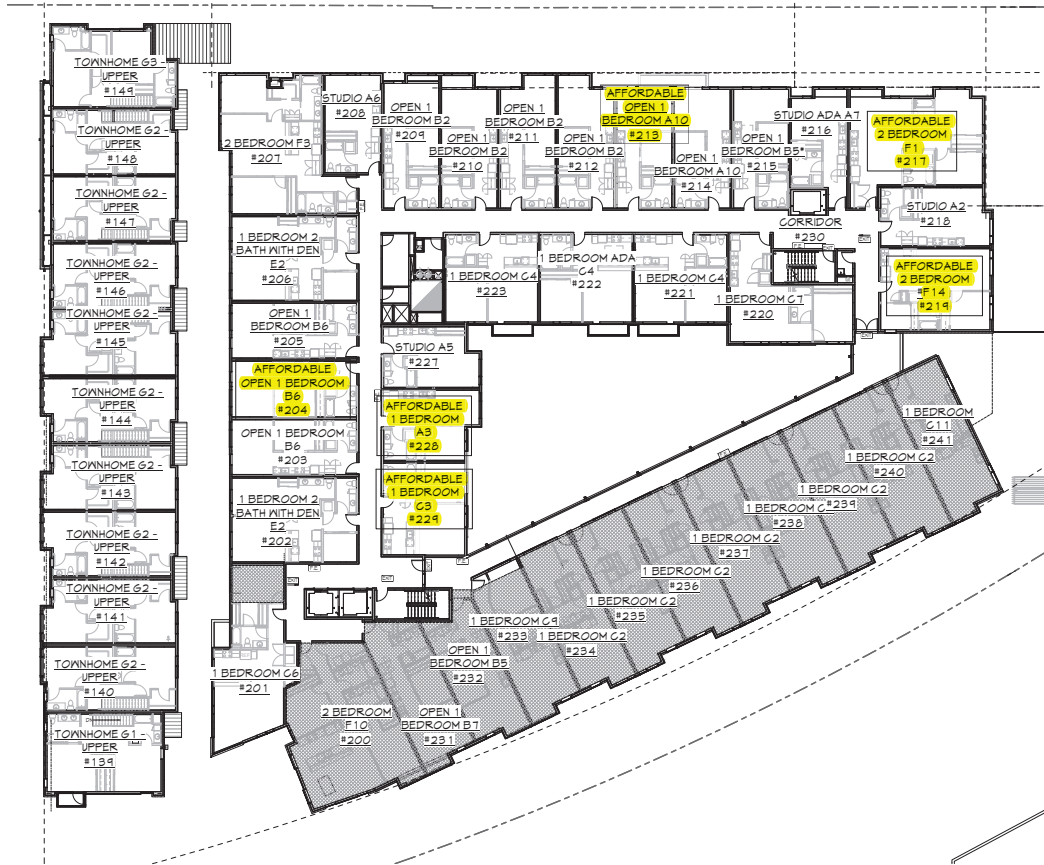 TOWNHOME G3 -
UPPER
#149
TOWNHOME G2 -
UPPER
#148
TOWNHOME G2 -
UPPER
#147
TOWNHOME G2 -
UPPER
#146
TOWNHOME G2 -
UPPER
#145
TOWNHOME G2 -
UPPER
#144
TOWNHOME G2 -
UPPER
#143
TOWNHOME G2 -
UPPER
#142
TOWNHOME G2 -
UPPER
#141
TOWNHOME G2 -
UPPER
#140
TOWNHOME G1 -
UPPER
#139
2 BEDROOM F3
#207
STUDIO A6
#208
OPEN 1
BEDROOM B2
#209
OPEN 1
BEDROOM B2
#210
OPEN 1
BEDROOM B2
#211
OPEN 1
BEDROOM B2
#212
AFFORDABLE
OPEN 1
BEDROOM A10
#213
OPEN 1
BEDROOM A10
#214
OPEN 1
BEDROOM B5*
#215
STUDIO ADA A7
#216
AFFORDABLE
2 BEDROOM
F1
#217
STUDIO A2
#218
CORRIDOR
#230
AFFORDABLE
2 BEDROOM
F14
#219
1 BEDROOM 2
BATH WITH DEN
E2
#206
1 BEDROOM C4
#223
1 BEDROOM ADA
C4
#222
1 BEDROOM C4
#221
1 BEDROOM C7
#220
OPEN 1
BEDROOM B6
#205
STUDIO A5
#227
AFFORDABLE
OPEN 1 BEDROOM
B6
#204
AFFORDABLE
1 BEDROOM
A3
#228
OPEN 1 BEDROOM
B6
#203
AFFORDABLE
1 BEDROOM
C3
#229
1 BEDROOM 2
BATH WITH DEN
E2
#202
1 BEDROOM
C11
#241
1 BEDROOM C2
#240
1 BEDROOM C2
#239
1 BEDROOM C
#238
1 BEDROOM C2
#237
1 BEDROOM C2
#236
1 BEDROOM C2
#235
1 BEDROOM C9
#233
1 BEDROOM C2
#234
OPEN 1
BEDROOM B5
#232
1 BEDROOM C6
#201
2 BEDROOM
F10
#200
OPEN 1
BEDROOM B7
#231